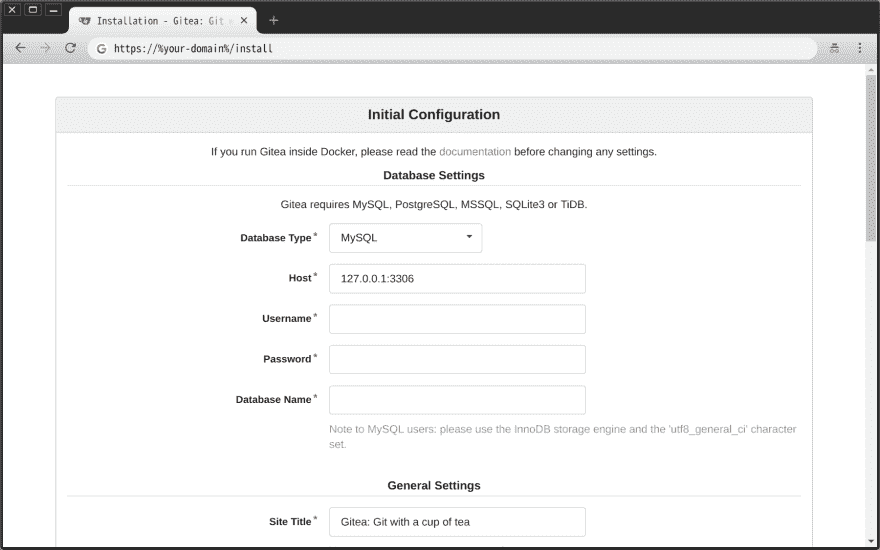 Installation - Gitea: Git
https://%your-domain%/install
Initial Configuration
If you run Gitea inside Docker, please read the documentation before changing any settings.
Database Settings
Gitea requires MySQL, PostgreSQL, MSSQL, SQLite3 or TiDB.
Database Type*
MySQL
Host*
127.0.0.1:3306
Username*
Password*
Database Name*
Note to MySQL users: please use the InnoDB storage engine and the 'utf8_general_ci' character
set.
General Settings
Site Title*
Gitea: Git with a cup of tea